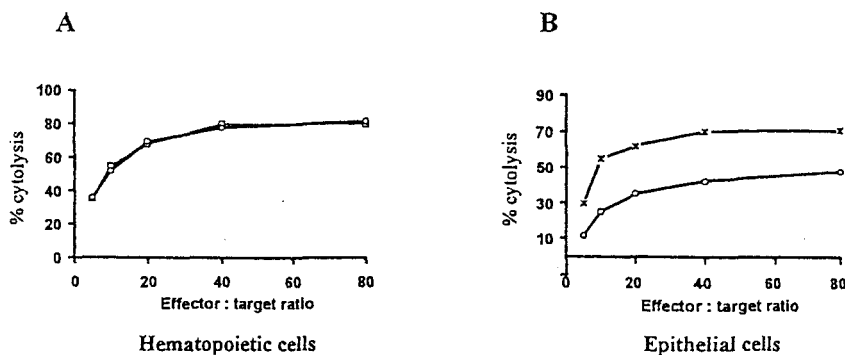 A
% cytolysis
100
80
60
40
20
0
0 20 40 60 80
Effector : target ratio
Hematopoietic cells
B
% cytolysis
90
70
50
30
10
0 20 40 60 80
Effector : target ratio
Epithelial cells